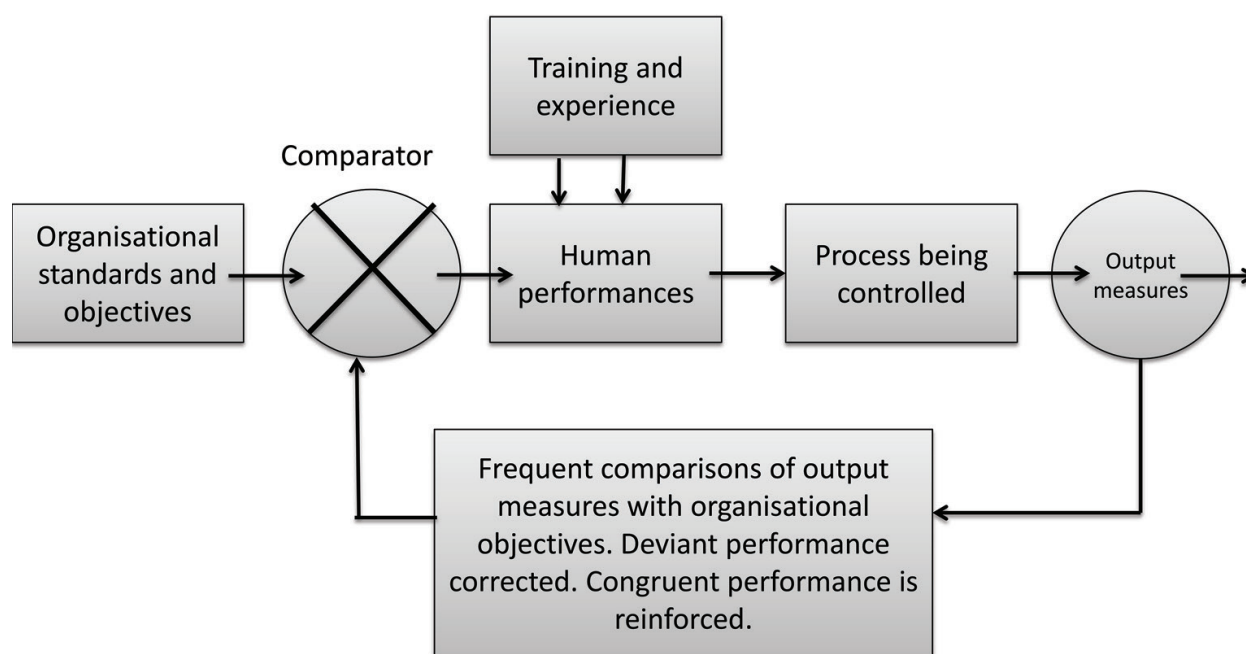 Training and
experience
Comparator
Organisational
standards and
objectives
Human
performances
Process being
controlled
Output
measures
Frequent comparisons of output
measures with organisational
objectives. Deviant performance
corrected. Congruent performance is
reinforced.